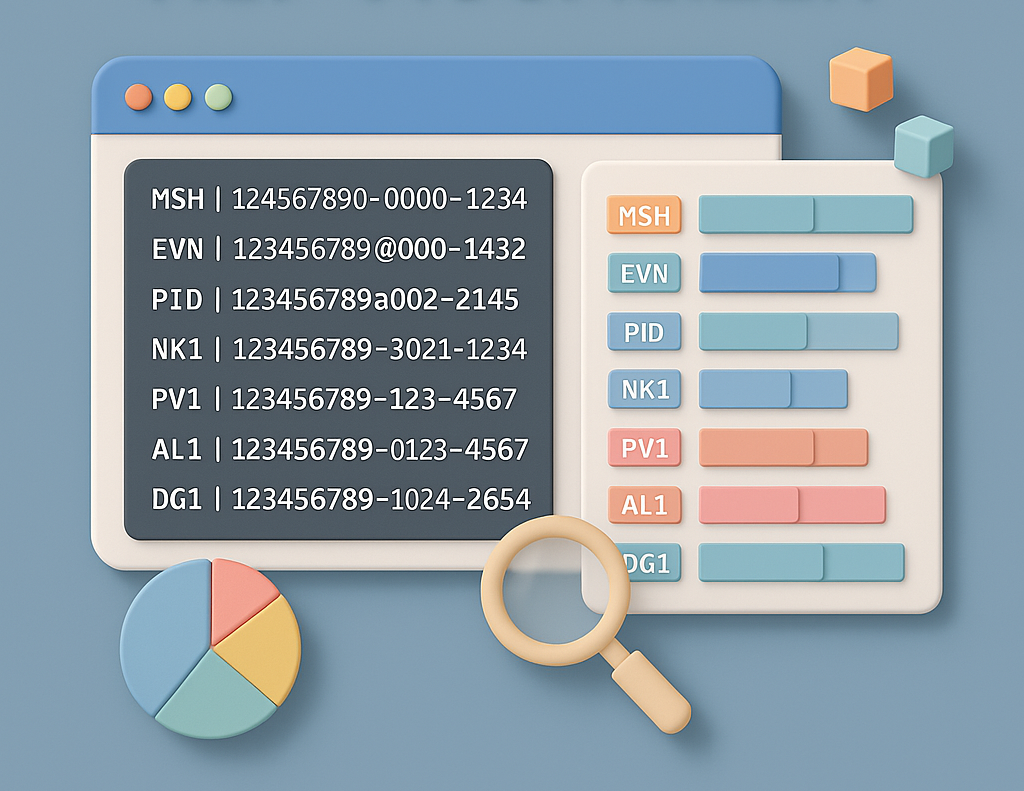 MSH | 124567890-0000-1234
EVN | 123456789@000-1432
PID | 123456789a002-2145
NK1 | 123456789-3021-1234
PV1 | 123456789-123-4567
AL1 | 123456789-0123-4567
DG1 | 123456789-1024-2654
MSH
EVN
PID
NK1
PV1
AL1
DG1